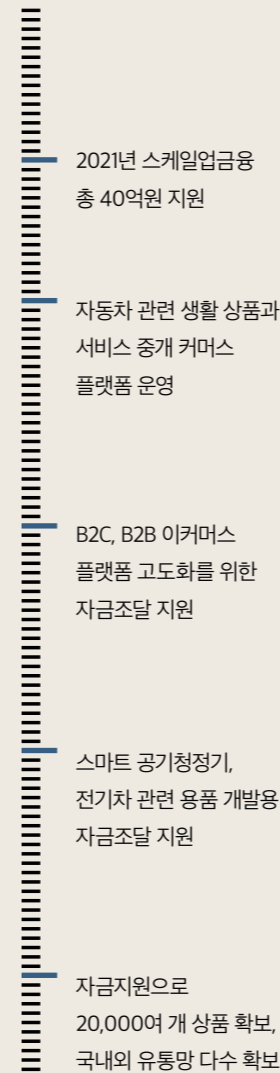 2021년 스케일업금융
총 40억원 지원
자동차 관련 생활 상품과
서비스 중개 커머스
플랫폼 운영
B2C, B2B 이커머스
플랫폼 고도화를 위한
자금조달 지원
스마트 공기청정기,
전기차 관련 용품 개발용
자금조달 지원
자금지원으로
20,000여 개 상품 확보,
국내외 유통망 다수 확보